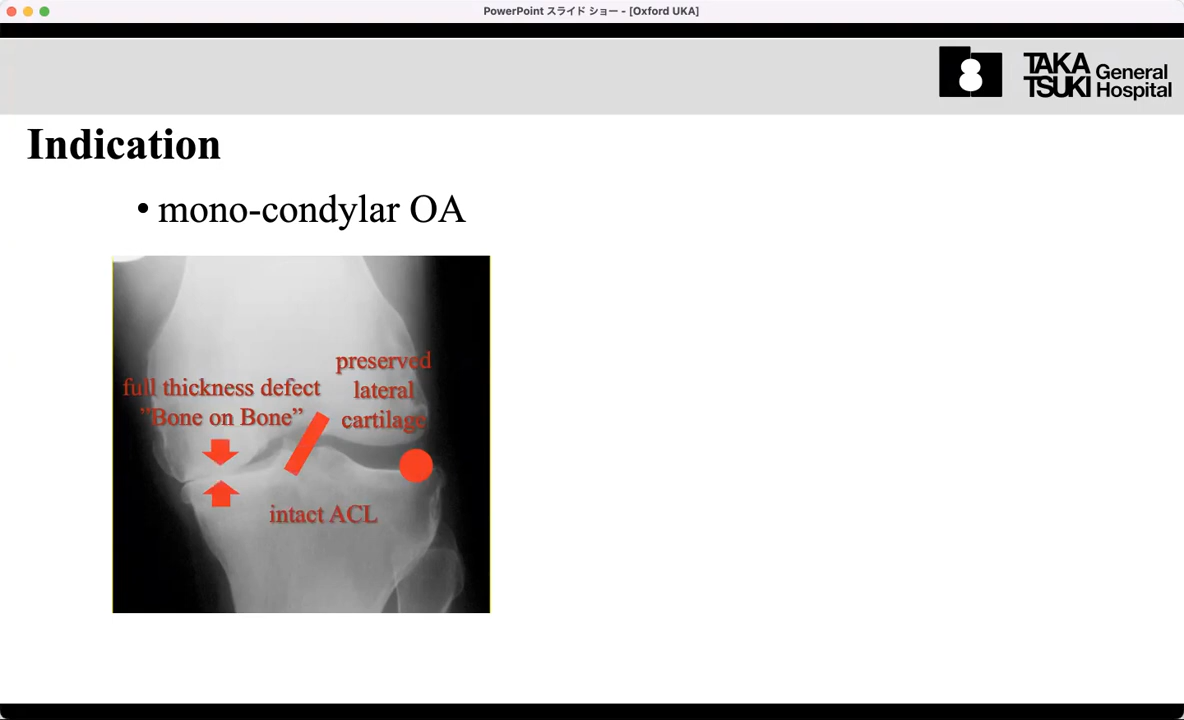 PowerPoint スライド ショー - [Oxford UKA]
TAKA
TSUKI
General
Hospital
Indication
• mono-condylar OA
preserved
lateral
cartilage
full thickness defect
”Bone on Bone”
intact ACL